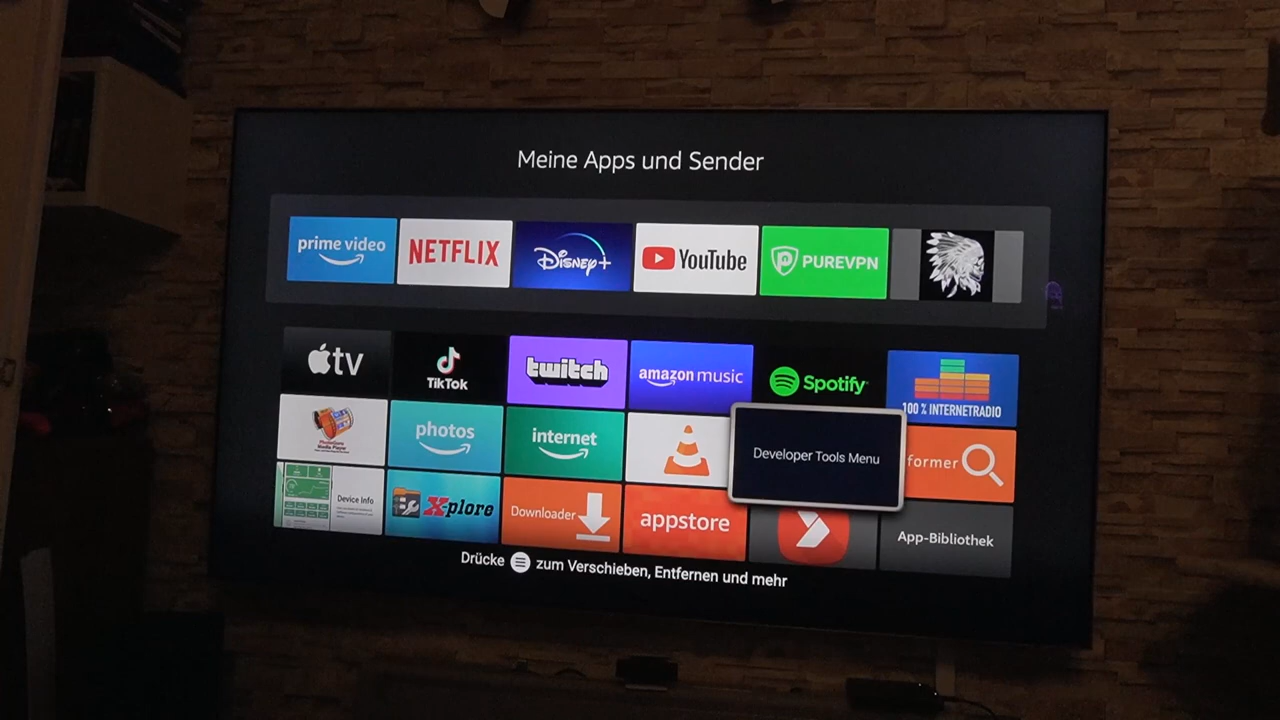 Meine Apps und Sender
prime video
NETFLIX
Disney+
YouTube
PUREVPN
tv
TikTok
twitch
amazon music
Spotify
100 % INTERNETRADIO
photos
internet
Developer Tools Menu
former
Device Info
X-plore
Downloader
appstore
App-Bibliothek
Drücke zum Verschieben, Entfernen und mehr